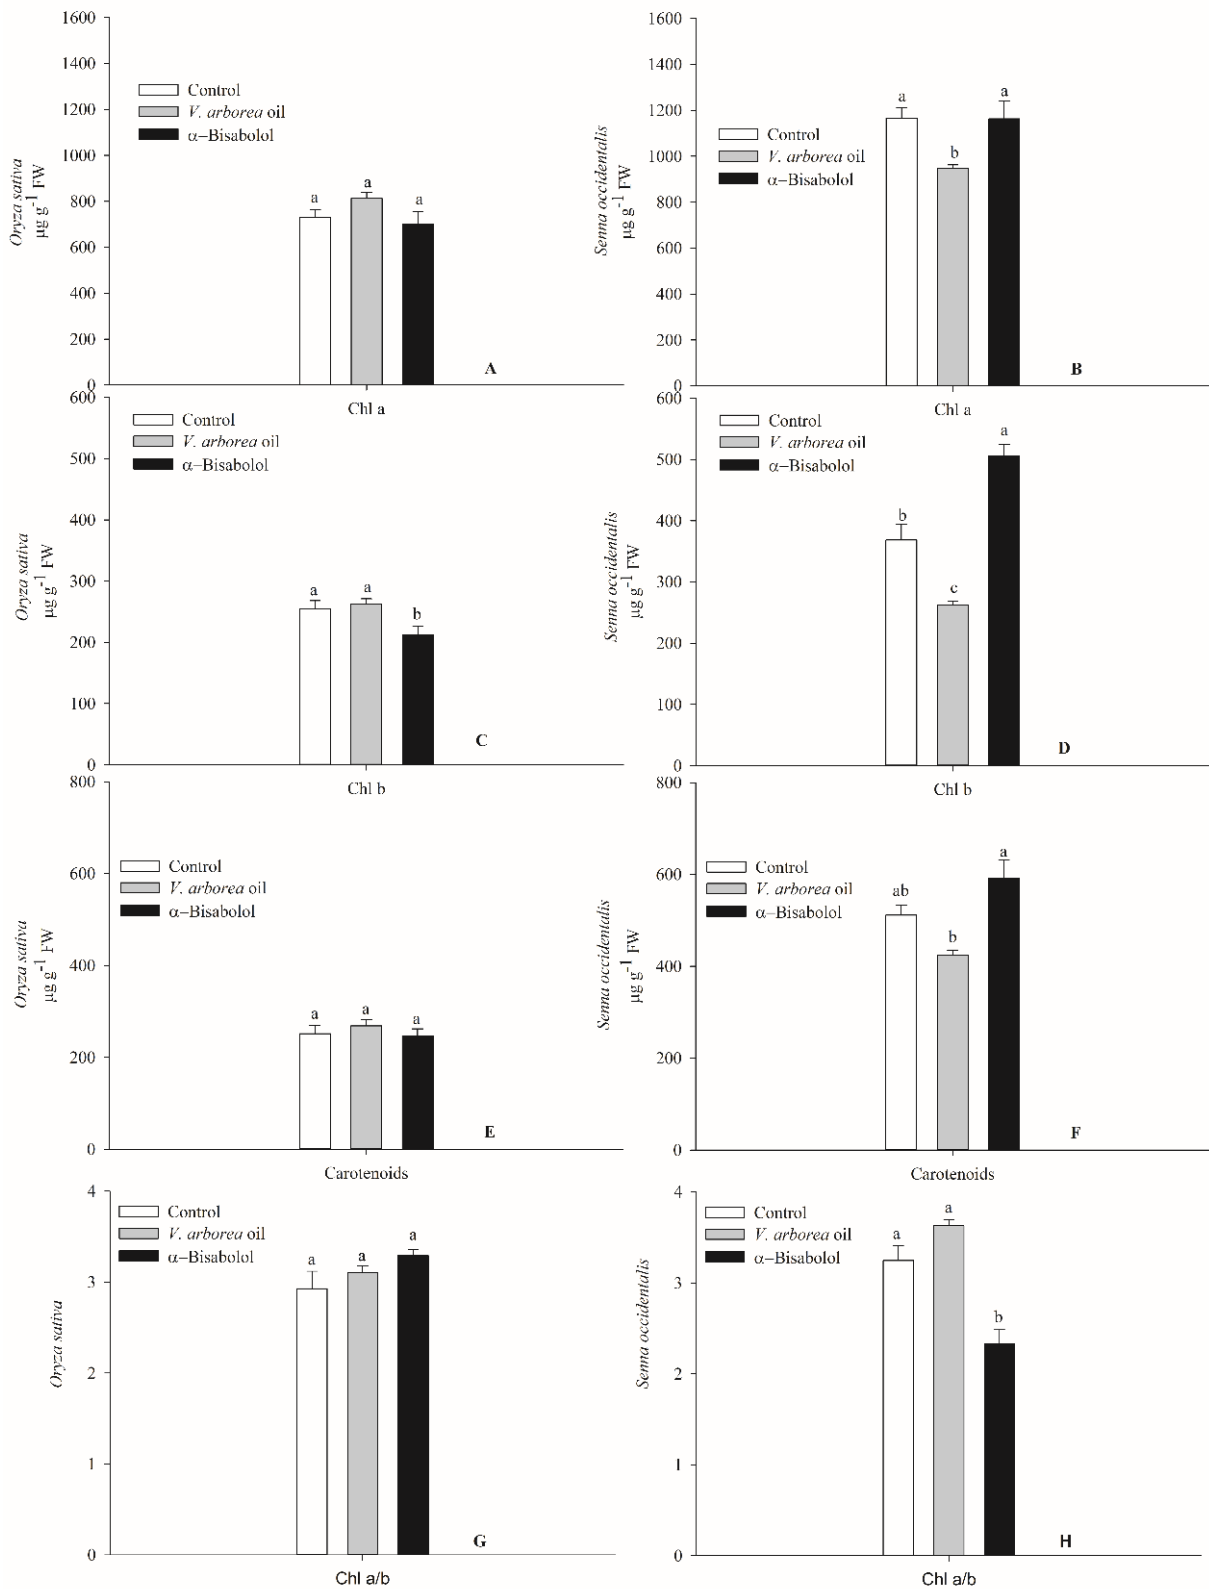 1600
1400
1200
1000
800
600
400
200
0
Oryza sativa
µg g-1 FW
Control
V. arborea oil
α−Bisabolol
a
a
a
A
Chl a
1600
1400
1200
1000
800
600
400
200
0
Senna occidentalis
µg g-1 FW
Control
V. arborea oil
α−Bisabolol
a
b
a
B
Chl a
600
500
400
300
200
100
0
Oryza sativa
µg g-1 FW
Control
V. arborea oil
α−Bisabolol
a
a
b
C
Chl b
600
500
400
300
200
100
0
Senna occidentalis
µg g-1 FW
Control
V. arborea oil
α−Bisabolol
b
c
a
D
Chl b
800
600
400
200
0
Oryza sativa
µg g-1 FW
Control
V. arborea oil
α−Bisabolol
a
a
a
E
Carotenoids
800
600
400
200
0
Senna occidentalis
µg g-1 FW
Control
V. arborea oil
α−Bisabolol
ab
b
a
F
Carotenoids
4
3
2
1
0
Oryza sativa
Control
V. arborea oil
α−Bisabolol
a
a
a
G
Chl a/b
4
3
2
1
0
Senna occidentalis
Control
V. arborea oil
α−Bisabolol
a
a
b
H
Chl a/b